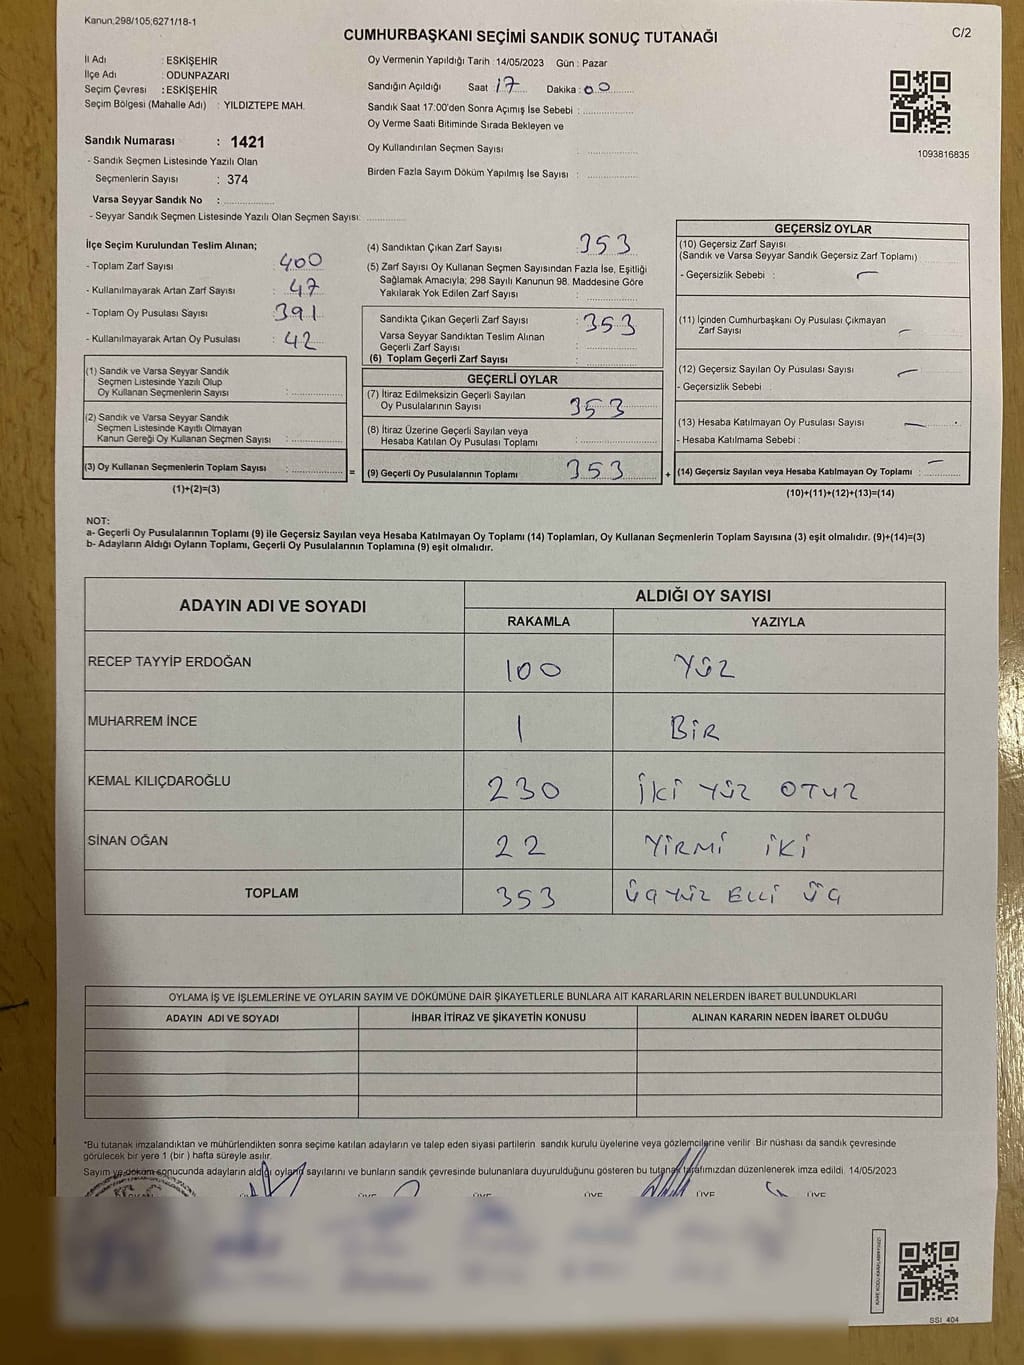 Kanun;298/105;6271/18-1
CUMHURBAŞKANI SEÇİMİ SANDIK SONUÇ TUTANAĞI
C/2
İl Adı : ESKİŞEHİR
İlçe Adı : ODUNPAZARI
Seçim Çevresi : ESKİŞEHİR
Seçim Bölgesi (Mahalle Adı) : YILDIZTEPE MAH.
Oy Vermenin Yapıldığı Tarih : 14/05/2023 Gün : Pazar
Sandığın Açıldığı Saat : 17 Dakika : 00
Sandık Saat 17:00'den Sonra Açımış İse Sebebi :
Oy Verme Saati Bitiminde Sırada Bekleyen ve
Oy Kullandırılan Seçmen Sayısı :
Birden Fazla Sayım Döküm Yapılmış İse Sayısı :
1093816835
Sandık Numarası : 1421
- Sandık Seçmen Listesinde Yazılı Olan
Seçmenlerin Sayısı : 374
Varsa Seyyar Sandık No :
- Seyyar Sandık Seçmen Listesinde Yazılı Olan Seçmen Sayısı:
İlçe Seçim Kurulundan Teslim Alınan;
- Toplam Zarf Sayısı : 400
- Kullanılmayarak Artan Zarf Sayısı : 47
- Toplam Oy Pusulası Sayısı : 391
- Kullanılmayarak Artan Oy Pusulası : 42
(1) Sandık ve Varsa Seyyar Sandık
Seçmen Listesinde Yazılı Olup
Oy Kullanan Seçmenlerin Sayısı :
(2) Sandık ve Varsa Seyyar Sandık
Seçmen Listesinde Kayıtlı Olmayan
Kanun Gereği Oy Kullanan Seçmen Sayısı :
(3) Oy Kullanan Seçmenlerin Toplam Sayısı :
(1)+(2)=(3)
=
(4) Sandıktan Çıkan Zarf Sayısı : 353
(5) Zarf Sayısı Oy Kullanan Seçmen Sayısından Fazla İse, Eşitliği
Sağlamak Amacıyla; 298 Sayılı Kanunun 98. Maddesine Göre
Yakılarak Yok Edilen Zarf Sayısı :
Sandıkta Çıkan Geçerli Zarf Sayısı : 353
Varsa Seyyar Sandıktan Teslim Alınan
Geçerli Zarf Sayısı :
(6) Toplam Geçerli Zarf Sayısı :
GEÇERLİ OYLAR
(7) İtiraz Edilmeksizin Geçerli Sayılan
Oy Pusulalarının Sayısı : 353
(8) İtiraz Üzerine Geçerli Sayılan veya
Hesaba Katılan Oy Pusulası Toplamı :
(9) Geçerli Oy Pusulalarının Toplamı : 353
+
GEÇERSİZ OYLAR
(10) Geçersiz Zarf Sayısı
(Sandık ve Varsa Seyyar Sandık Geçersiz Zarf Toplamı) :
- Geçersizlik Sebebi : —
(11) İçinden Cumhurbaşkanı Oy Pusulası Çıkmayan
Zarf Sayısı : —
(12) Geçersiz Sayılan Oy Pusulası Sayısı : —
- Geçersizlik Sebebi :
(13) Hesaba Katılmayan Oy Pusulası Sayısı : —
- Hesaba Katılmama Sebebi :
(14) Geçersiz Sayılan veya Hesaba Katılmayan Oy Toplamı : —
(10)+(11)+(12)+(13)=(14)
NOT:
a- Geçerli Oy Pusulalarının Toplamı (9) ile Geçersiz Sayılan veya Hesaba Katılmayan Oy Toplamı (14) Toplamları, Oy Kullanan Seçmenlerin Toplam Sayısına (3) eşit olmalıdır. (9)+(14)=(3)
b- Adayların Aldığı Oyların Toplamı, Geçerli Oy Pusulalarının Toplamına (9) eşit olmalıdır.
ADAYIN ADI VE SOYADI
ALDIĞI OY SAYISI
RAKAMLA YAZIYLA
RECEP TAYYİP ERDOĞAN 100 YÜZ
MUHARREM İNCE 1 BİR
KEMAL KILIÇDAROĞLU 230 İKİ YÜZ OTUZ
SİNAN OĞAN 22 YİRMİ İKİ
TOPLAM 353 ÜÇ YÜZ ELLİ ÜÇ
OYLAMA İŞ VE İŞLEMLERİNE VE OYLARIN SAYIM VE DÖKÜMÜNE DAİR ŞİKAYETLERLE BUNLARA AİT KARARLARIN NELERDEN İBARET BULUNDUKLARI
ADAYIN ADI VE SOYADI İHBAR İTİRAZ VE ŞİKAYETİN KONUSU ALINAN KARARIN NEDEN İBARET OLDUĞU
*Bu tutanak imzalandıktan ve mühürlendikten sonra seçime katılan adayların ve talep eden siyasi partilerin sandık kurulu üyelerine veya gözlemcilerine verilir. Bir nüshası da sandık çevresinde
görülecek bir yere 1 (bir ) hafta süreyle asılır.
Sayım ve döküm sonucunda adayların aldığı oyların sayılarını ve bunların sandık çevresinde bulunanlara duyurulduğunu gösteren bu tutanak tarafımızdan düzenlenerek imza edildi. 14/05/2023
ÜYE ÜYE ÜYE ÜYE ÜYE
SSI_404